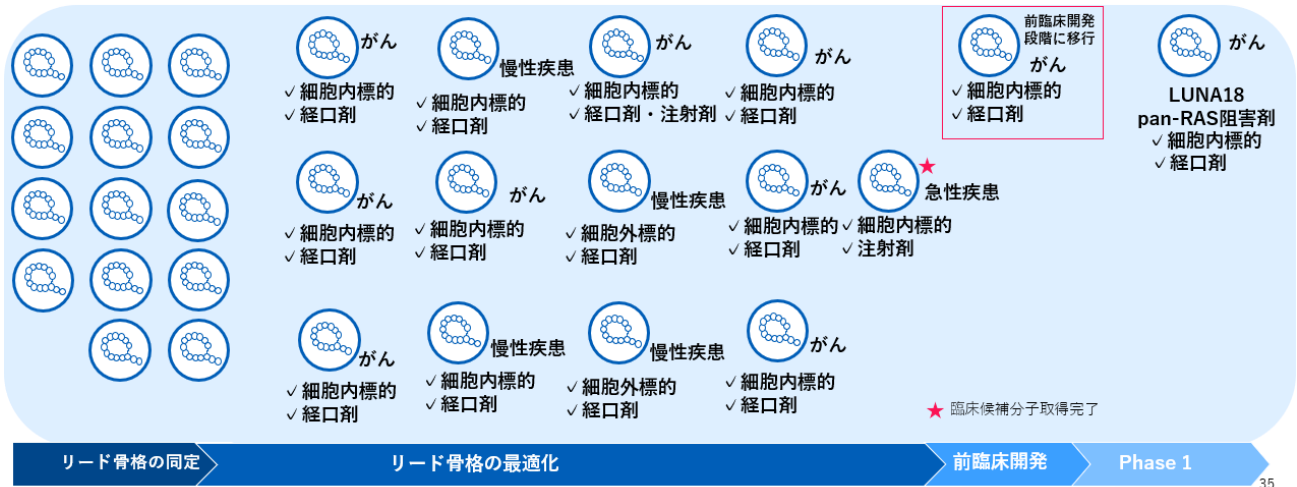 がん
✓ 細胞内標的
✓ 経口剤
慢性疾患
✓ 細胞内標的
✓ 経口剤
がん
✓ 細胞内標的
✓ 経口剤・注射剤
がん
✓ 細胞内標的
✓ 経口剤
前臨床開発
段階に移行
がん
✓ 細胞内標的
✓ 経口剤
がん
LUNA18
pan-RAS阻害剤
✓ 細胞内標的
✓ 経口剤
がん
✓ 細胞内標的
✓ 経口剤
がん
✓ 細胞内標的
✓ 経口剤
慢性疾患
✓ 細胞外標的
✓ 経口剤
がん
✓ 細胞内標的
✓ 経口剤
★
急性疾患
✓ 細胞内標的
✓ 注射剤
がん
✓ 細胞内標的
✓ 経口剤
慢性疾患
✓ 細胞内標的
✓ 経口剤
慢性疾患
✓ 細胞外標的
✓ 経口剤
がん
✓ 細胞内標的
✓ 経口剤
★ 臨床候補分子取得完了
リード骨格の同定
リード骨格の最適化
前臨床開発
Phase 1
35